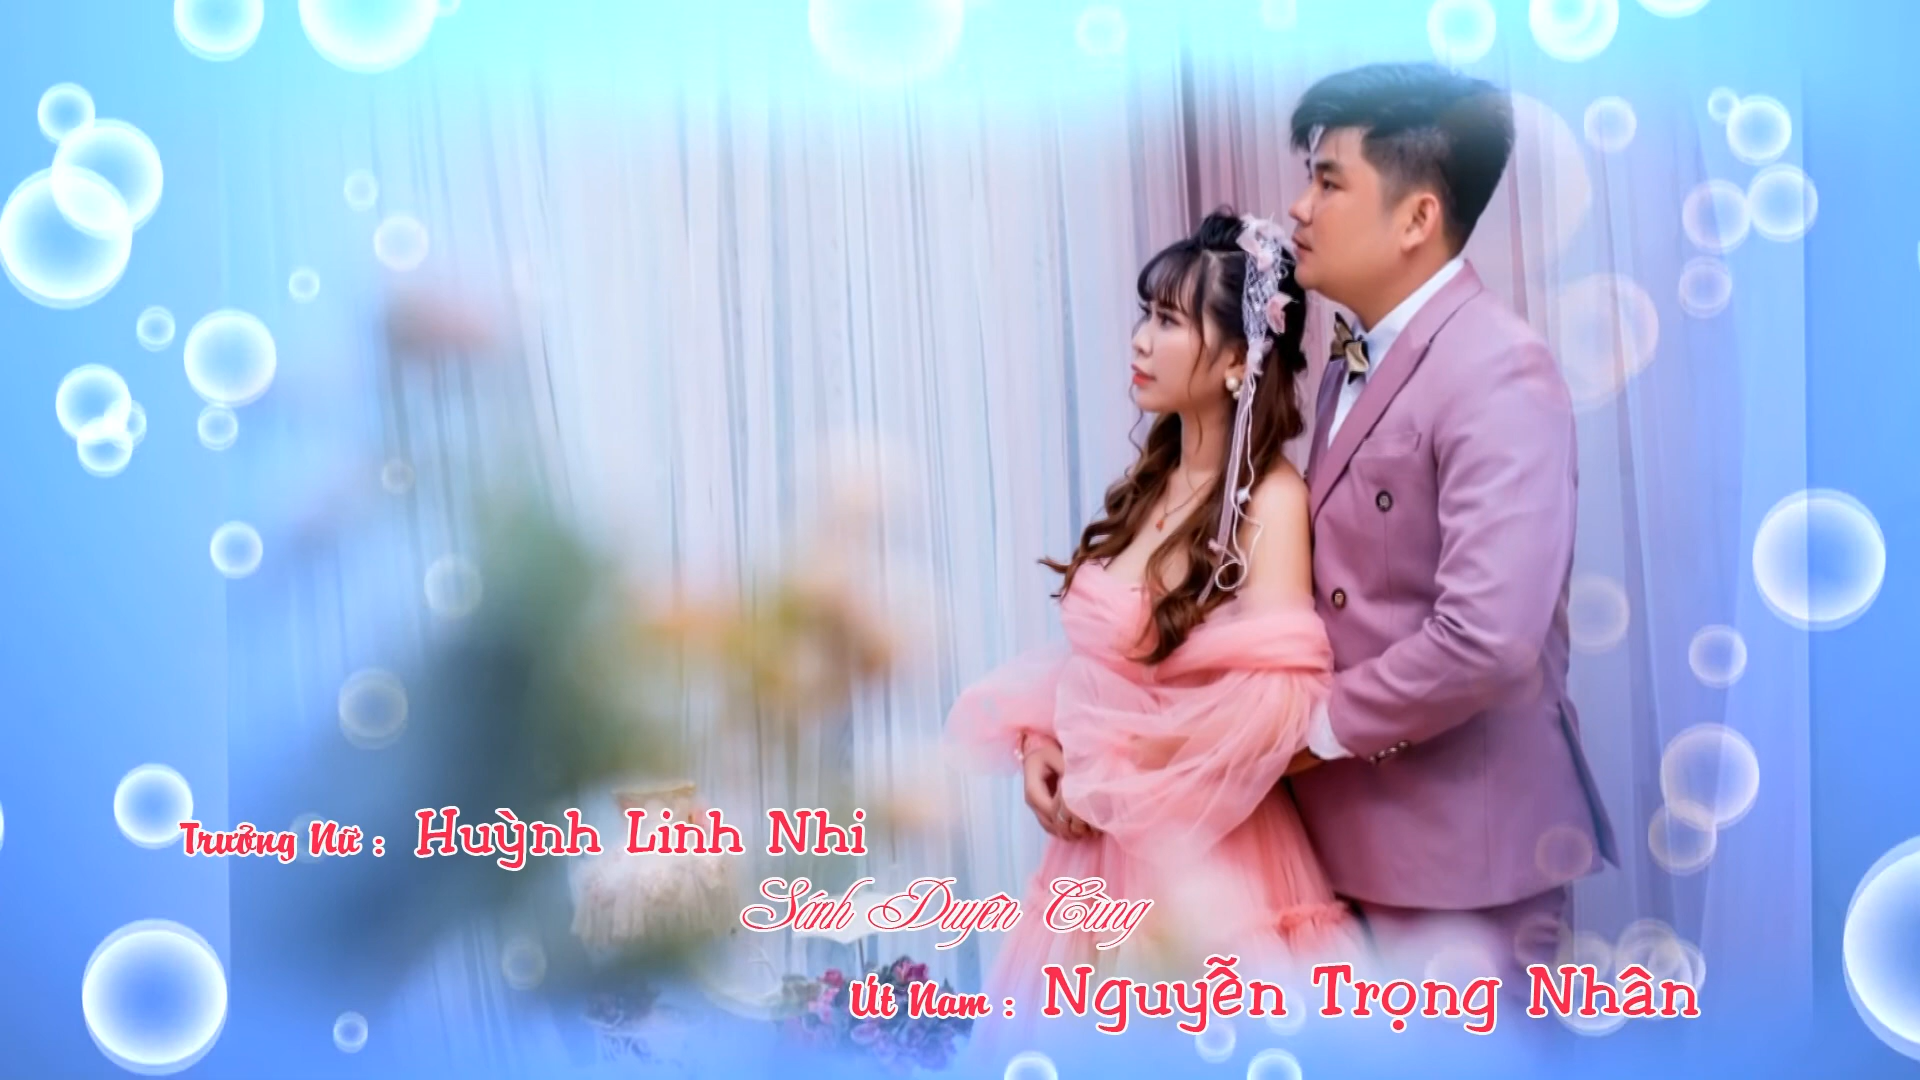 Trưởng Nữ : Huỳnh Linh Nhi
Sánh Duyên Cùng
Út Nam : Nguyễn Trọng Nhân